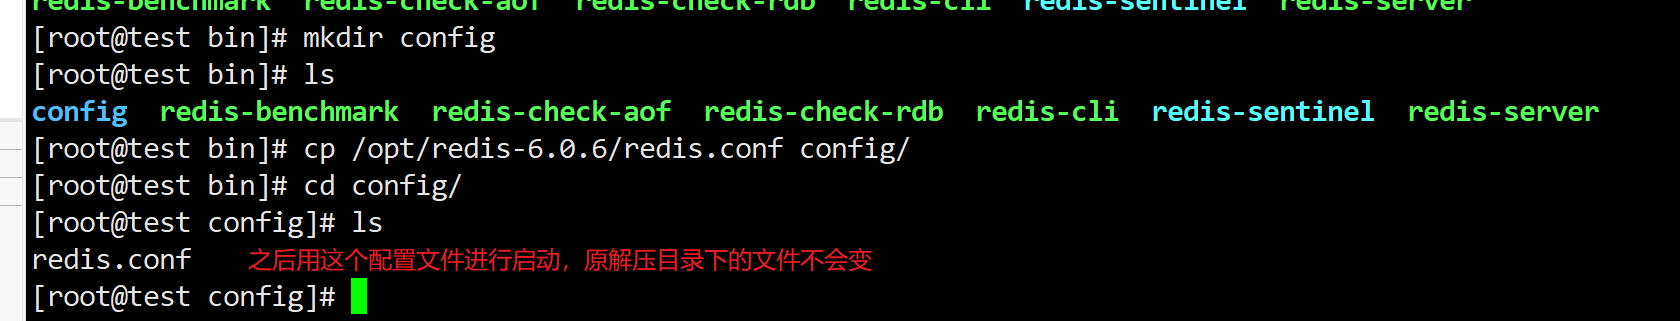 redis-benchmark  redis-check-aof  redis-check-rdb  redis-cli  redis-sentinel  redis-server
[root@test bin]# mkdir config
[root@test bin]# ls
config  redis-benchmark  redis-check-aof  redis-check-rdb  redis-cli  redis-sentinel  redis-server
[root@test bin]# cp /opt/redis-6.0.6/redis.conf config/
[root@test bin]# cd config/
[root@test config]# ls
redis.conf 之后用这个配置文件进行启动，原解压目录下的文件不会变
[root@test config]#